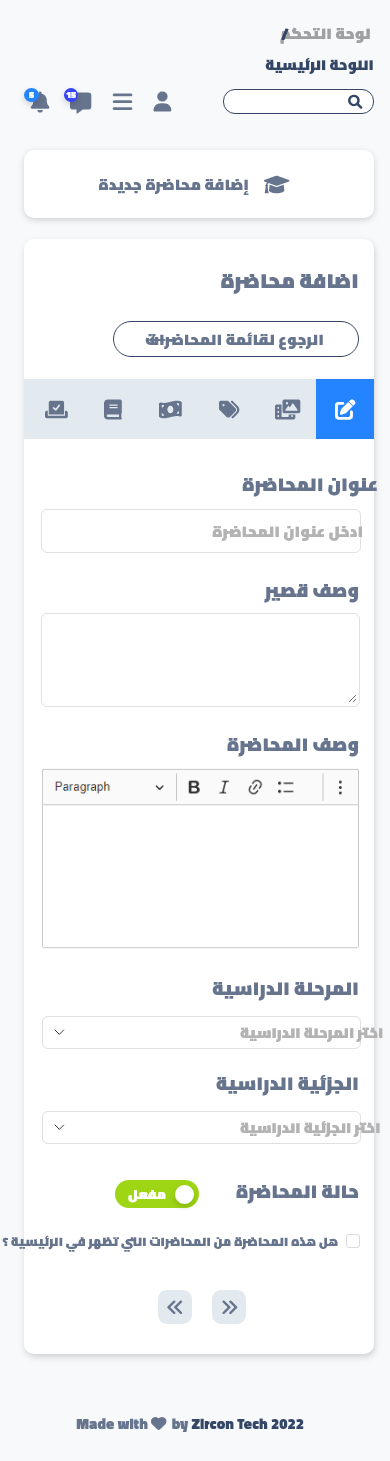 لوحة التحكم /
اللوحة الرئيسية
15
5
إضافة محاضرة جديدة
اضافة محاضرة
الرجوع لقائمة المحاضرات
عنوان المحاضرة
ادخل عنوان المحاضرة
وصف قصير
وصف المحاضرة
Paragraph B I
المرحلة الدراسية
اختر المرحلة الدراسية
الجزئية الدراسية
اختر الجزئية الدراسية
حالة المحاضرة مفعل
هل هذه المحاضرة من المحاضرات التي تظهر في الرئيسية ؟
Made with by Zircon Tech 2022